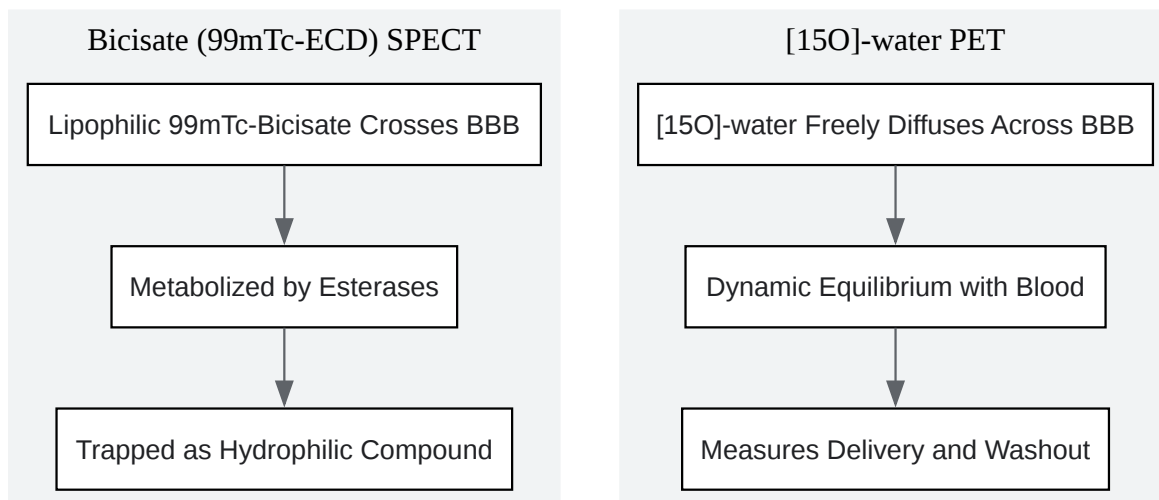 Bicisate (99mTc-ECD) SPECT
Lipophilic 99mTc-Bicisate Crosses BBB
Metabolized by Esterases
Trapped as Hydrophilic Compound
[15O]-water PET
[15O]-water Freely Diffuses Across BBB
Dynamic Equilibrium with Blood
Measures Delivery and Washout